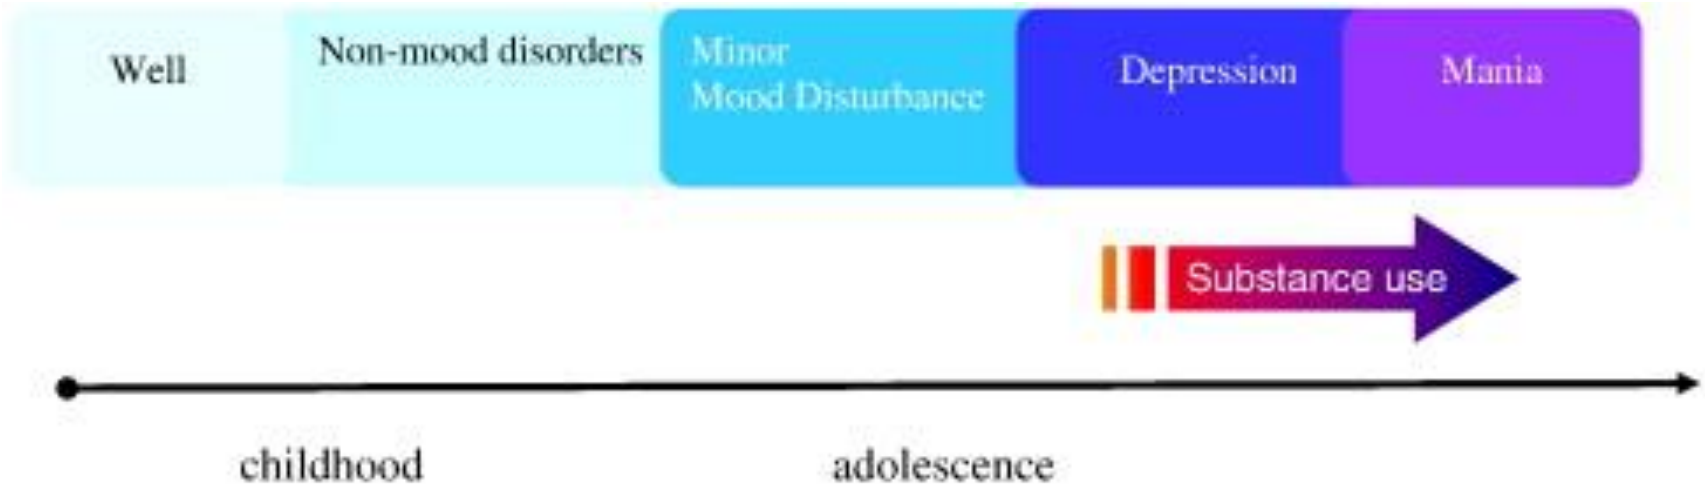 Well
Non-mood disorders
Minor
Mood Disturbance
Depression
Mania
Substance use
childhood
adolescence